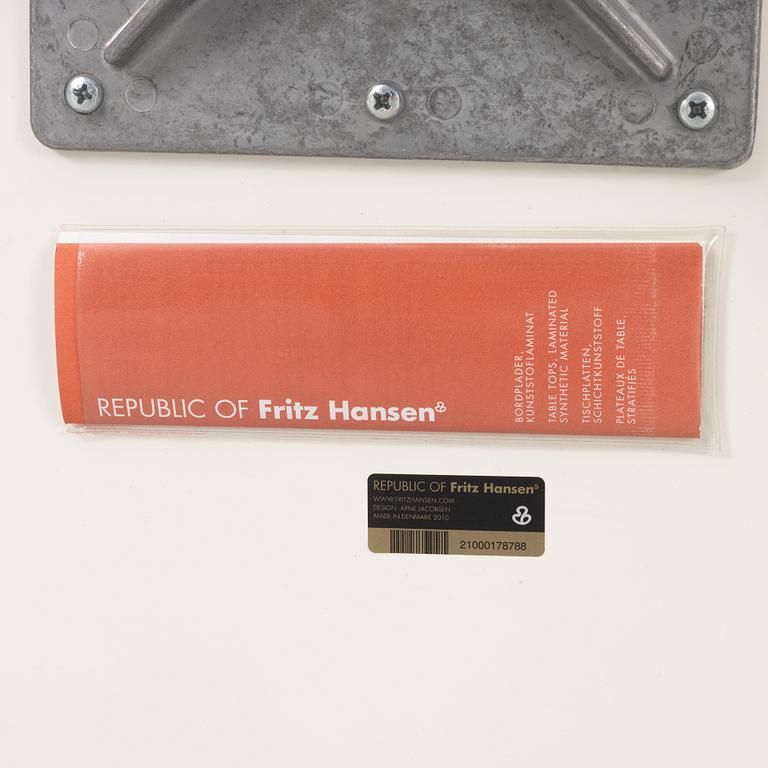 REPUBLIC OF Fritz Hansen
BORDPLADER,
KUNSTSTOFLAMINAT
TABLE TOPS, LAMINATED
SYNTHETIC MATERIAL
TISCHPLATTEN,
SCHICHTKUNSTSTOFF
PLATEAUX DE TABLE,
STRATIFIÉS
REPUBLIC OF Fritz Hansen
WWW.FRITZHANSEN.COM
DESIGN: ARNE JACOBSEN
MADE IN DENMARK 2010
21000178788